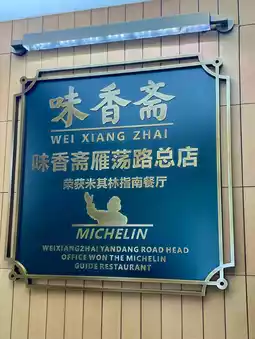 味香斋
WEI XIANG ZHAI
味香斋雁荡路总店
荣获米其林指南餐厅
MICHELIN
WEIXIANGZHAI YANDANG ROAD HEAD
OFFICE WON THE MICHELIN
GUIDE RESTAURANT